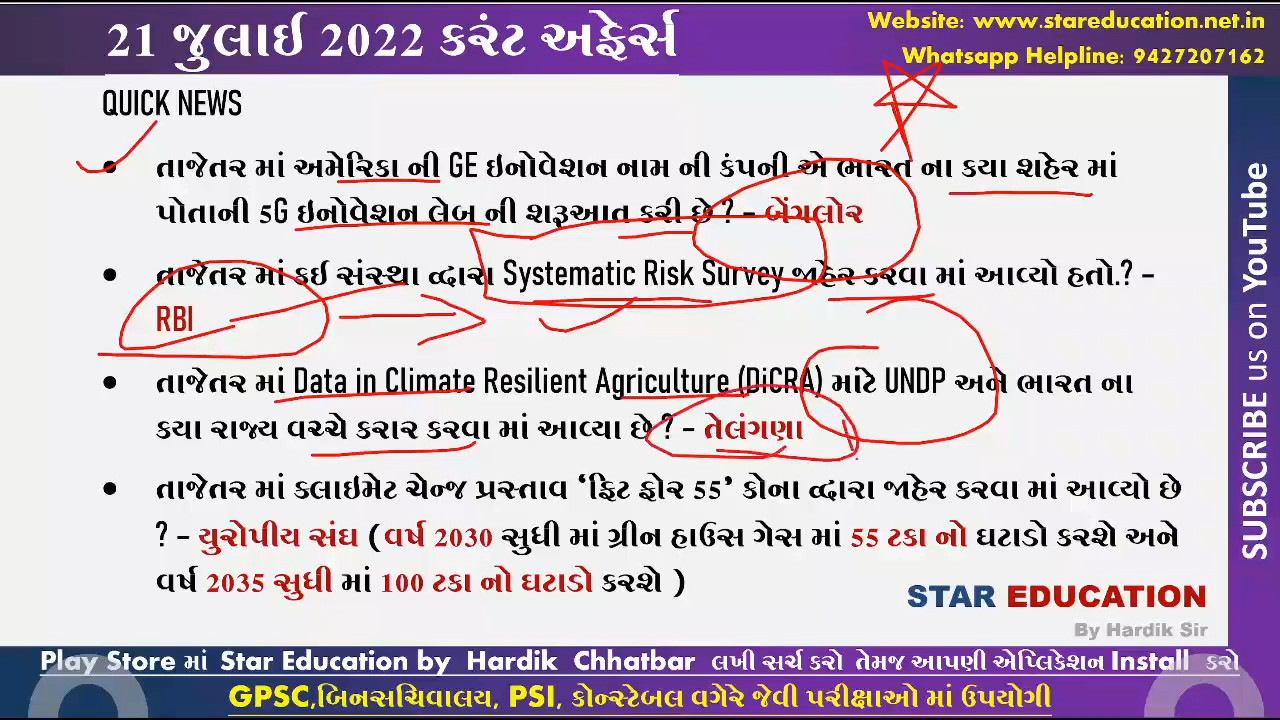 21 જુલાઈ 2022 કરંટ અફેર્સ
Website: www.stareducation.net.in
Whatsapp Helpline: 9427207162
QUICK NEWS
• તાજેતર માં અમેરિકા ની GE ઇનોવેશન નામ ની કંપની એ ભારત ના કયા શહેર માં
પોતાની 5G ઇનોવેશન લેબ ની શરૂઆત કરી છે ? – બેંગલોર
• તાજેતર માં કઈ સંસ્થા દ્વારા Systematic Risk Survey જાહેર કરવા માં આવ્યો હતો.? –
RBI
• તાજેતર માં Data in Climate Resilient Agriculture (DiCRA) માટે UNDP અને ભારત ના
કયા રાજ્ય વચ્ચે કરાર કરવા માં આવ્યા છે ? – તેલંગણા
• તાજેતર માં ક્લાઇમેટ ચેન્જ પ્રસ્તાવ ‘ફિટ ફોર 55’ કોના દ્વારા જાહેર કરવા માં આવ્યો છે
? – યુરોપીય સંઘ ( વર્ષ 2030 સુધી માં ગ્રીન હાઉસ ગેસ માં 55 ટકા નો ઘટાડો કરશે અને
વર્ષ 2035 સુધી માં 100 ટકા નો ઘટાડો કરશે )
STAR EDUCATION
By Hardik Sir
SUBSCRIBE us on YouTube
Play Store માં Star Education by Hardik Chhatbar લખી સર્ચ કરો તેમજ આપણી એપ્લિકેશન Install કરો
GPSC,બિનસચિવાલય, PSI, કોન્સ્ટેબલ વગેરે જેવી પરીક્ષાઓ માં ઉપયોગી